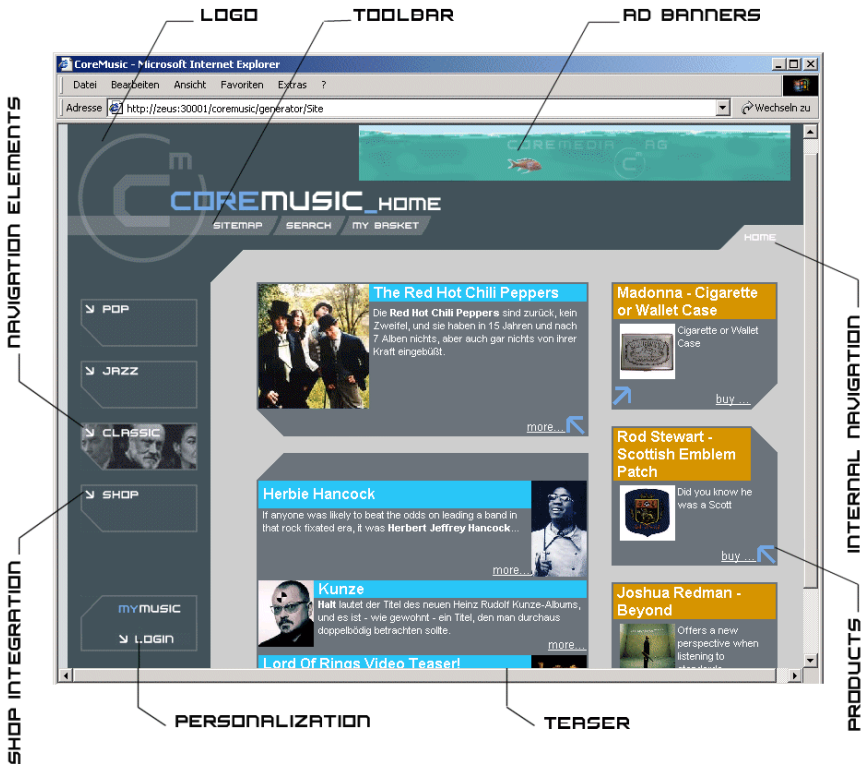 LOGO
TOOLBAR
AD BANNERS
NAVIGATION ELEMENTS
SHOP INTEGRATION
CoreMusic - Microsoft Internet Explorer
Datei Bearbeiten Ansicht Favoriten Extras ?
Adresse http://zeus:30001/coremusic/generator/Site Wechseln zu
COREMEDIA AG
C
m
C
COREMUSIC_HOME
SITEMAP SEARCH MY BASKET
HOME
POP
JAZZ
CLASSIC
SHOP
MYMUSIC
LOGIN
The Red Hot Chili Peppers
Die Red Hot Chili Peppers sind zurück, kein
Zweifel, und sie haben in 15 Jahren und nach
7 Alben nichts, aber auch gar nichts von ihrer
Kraft eingebüßt.
more...
Herbie Hancock
If anyone was likely to beat the odds on leading a band in
that rock fixated era, it was Herbert Jeffrey Hancock...
more...
Kunze
Halt lautet der Titel des neuen Heinz Rudolf Kunze-Albums,
und es ist - wie gewohnt - ein Titel, den man durchaus
doppelbödig betrachten sollte.
more...
Lord Of Rings Video Teaser!
Madonna - Cigarette
or Wallet Case
Cigarette or Wallet
Case
buy ...
Rod Stewart -
Scottish Emblem
Patch
Did you know he
was a Scott
buy ...
Joshua Redman -
Beyond
Offers a new
perspective when
listening to
standards
INTERNAL NAVIGATION
PRODUCTS
PERSONALIZATION
TEASER